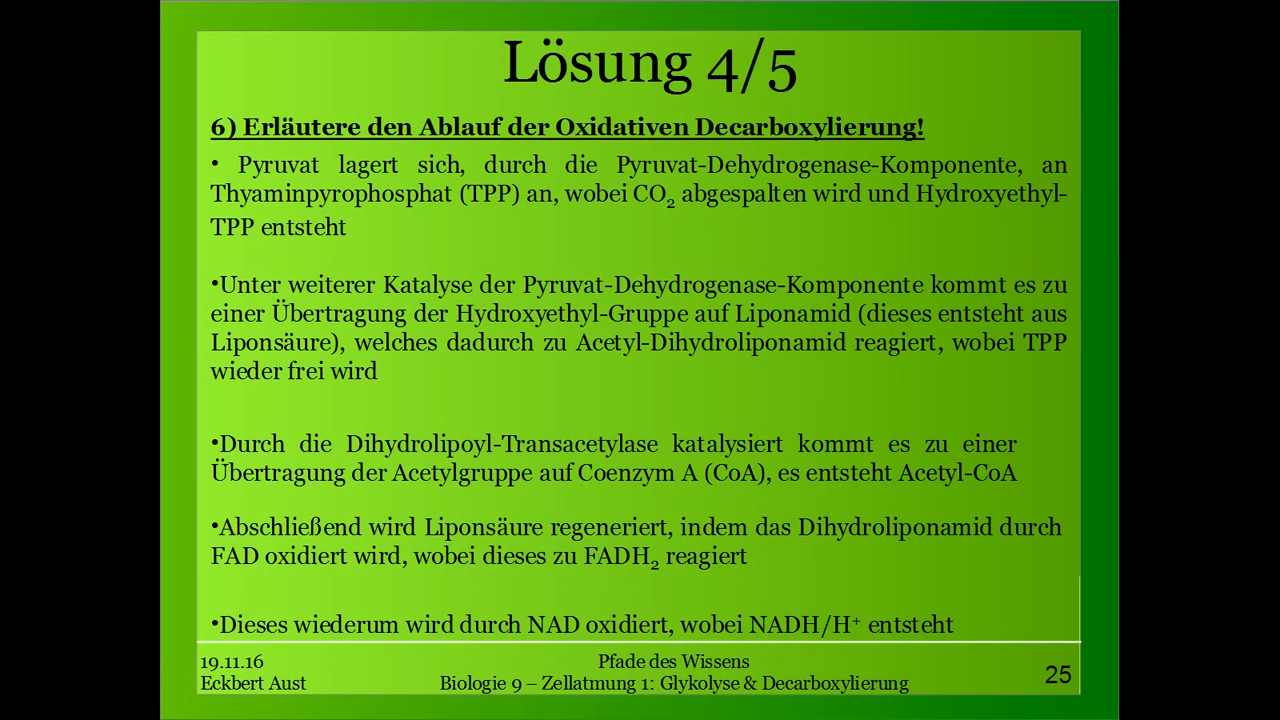 Lösung 4/5
6) Erläutere den Ablauf der Oxidativen Decarboxylierung!
• Pyruvat lagert sich, durch die Pyruvat-Dehydrogenase-Komponente, an
Thyaminpyrophosphat (TPP) an, wobei CO₂ abgespalten wird und Hydroxyethyl-
TPP entsteht
•Unter weiterer Katalyse der Pyruvat-Dehydrogenase-Komponente kommt es zu
einer Übertragung der Hydroxyethyl-Gruppe auf Liponamid (dieses entsteht aus
Liponsäure), welches dadurch zu Acetyl-Dihydroliponamid reagiert, wobei TPP
wieder frei wird
•Durch die Dihydrolipoyl-Transacetylase katalysiert kommt es zu einer
Übertragung der Acetylgruppe auf Coenzym A (CoA), es entsteht Acetyl-CoA
•Abschließend wird Liponsäure regeneriert, indem das Dihydroliponamid durch
FAD oxidiert wird, wobei dieses zu FADH₂ reagiert
•Dieses wiederum wird durch NAD oxidiert, wobei NADH/H⁺ entsteht
19.11.16
Eckbert Aust
Pfade des Wissens
Biologie 9 – Zellatmung 1: Glykolyse & Decarboxylierung
25